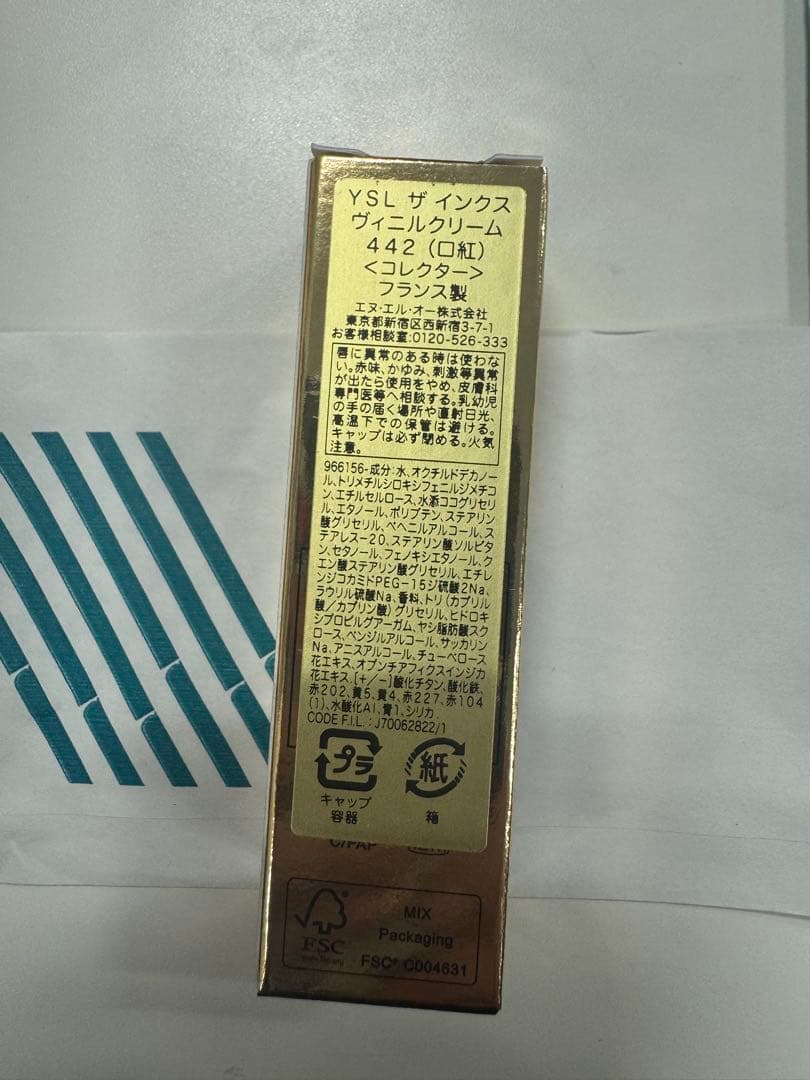 YSL ザ インクス
ヴィニルクリーム
442（口紅）
＜コレクター＞
フランス製
エヌ・エル・オー株式会社
東京都新宿区西新宿3-7-1
お客様相談室:0120-526-333
唇に異常のある時は使わな
い。赤味、かゆみ、刺激等異常
が出たら使用をやめ、皮膚科
専門医等へ相談する。乳幼児
の手の届く場所や直射日光、
高温下での保管は避ける。
キャップは必ず閉める。火気
注意。
966156-成分:水、オクチルドデカノー
ル、トリメチルシロキシフェニルジメチコ
ン、エチルセルロース、水添ココグリセリ
ル、エタノール、ポリブテン、ステアリン
酸グリセリル、ベヘニルアルコール、ス
テアレス-20、ステアリン酸ソルビタ
ン、セタノール、フェノキシエタノール、ク
エン酸ステアリン酸グリセリル、エチレ
ンジコカミドPEG-15ジ硫酸2Na、
ラウリル硫酸Na、香料、トリ（カプリル
酸／カプリン酸）グリセリル、ヒドロキ
シプロピルグアーガム、ヤシ脂肪酸スク
ロース、ベンジルアルコール、サッカリン
Na、アニスアルコール、チューベロース
花エキス、オプンチアフィクスインジカ
花エキス、[＋／－]酸化チタン、酸化鉄、
赤202、黄5、黄4、赤227、赤104
(1)、水酸化Al、青1、シリカ
CODE F.I.L. : J70062822/1
プラ 紙
キャップ
容器 箱
C/PAP
FSC
MIX
Packaging
FSC® C004631